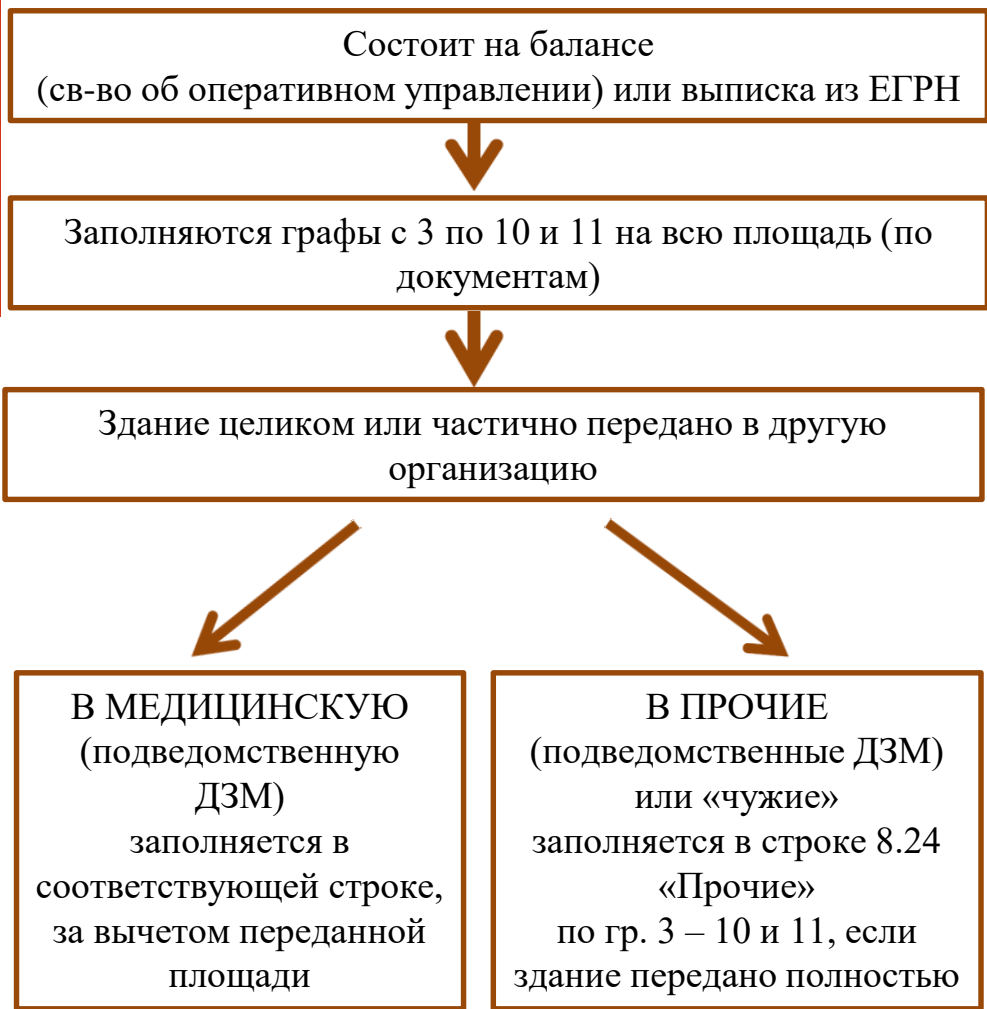 Состоит на балансе
(св-во об оперативном управлении) или выписка из ЕГРН
Заполняются графы с 3 по 10 и 11 на всю площадь (по
документам)
Здание целиком или частично передано в другую
организацию
В МЕДИЦИНСКУЮ
(подведомственную
ДЗМ)
заполняется в
соответствующей строке,
за вычетом переданной
площади
В ПРОЧИЕ
(подведомственные ДЗМ)
или «чужие»
заполняется в строке 8.24
«Прочие»
по гр. 3 – 10 и 11, если
здание передано полностью